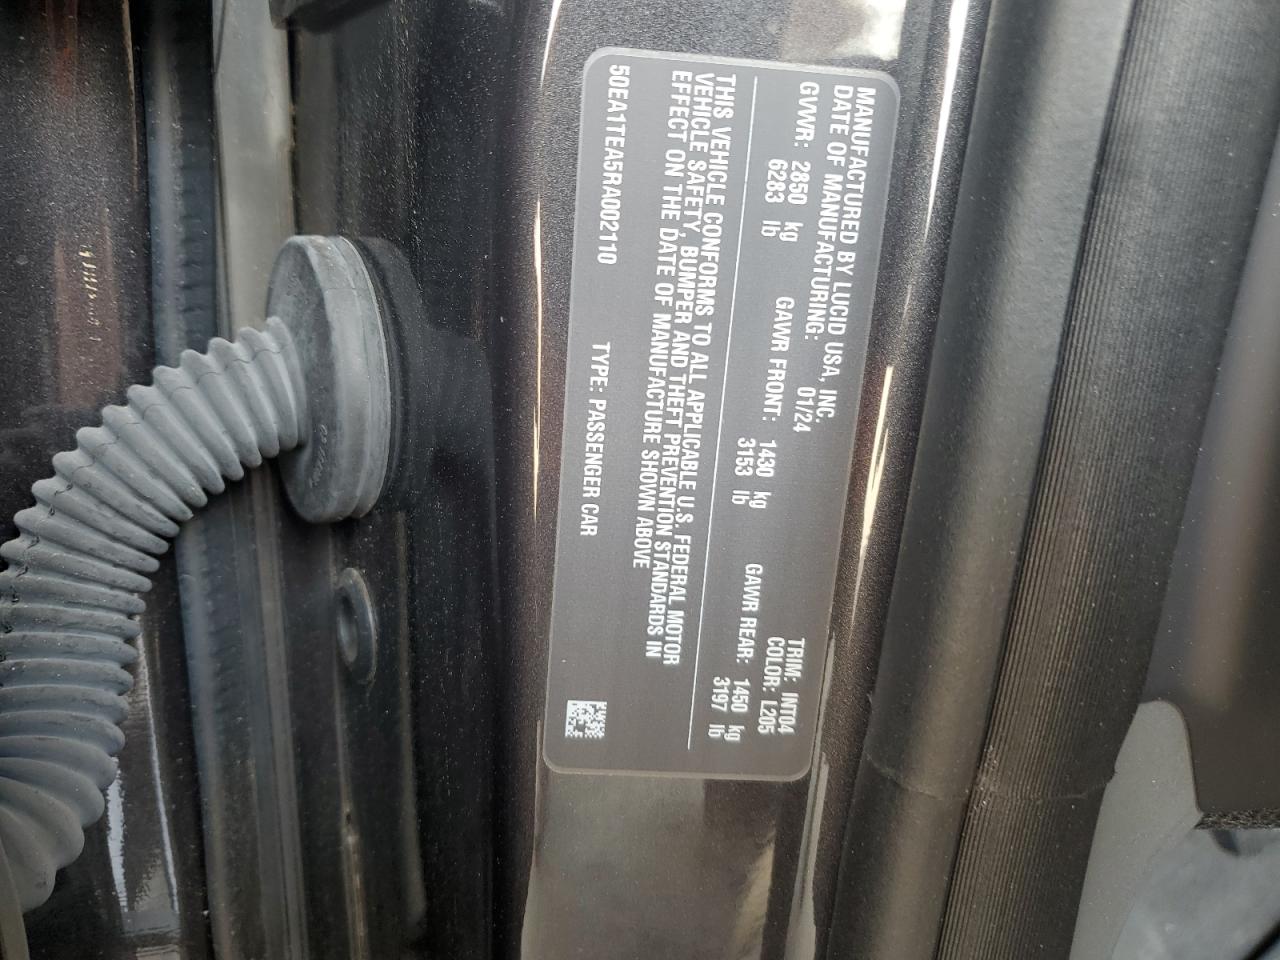 MANUFACTURED BY LUCID USA, INC.
DATE OF MANUFACTURING: 01/24
TRIM: INT04
COLOR: L205
GVWR: 2850 kg
6283 lb
GAWR FRONT: 1430 kg
3153 lb
GAWR REAR: 1450 kg
3197 lb
THIS VEHICLE CONFORMS TO ALL APPLICABLE U.S. FEDERAL MOTOR
VEHICLE SAFETY, BUMPER AND THEFT PREVENTION STANDARDS IN
EFFECT ON THE DATE OF MANUFACTURE SHOWN ABOVE
50EA1TEA5RA002110 TYPE: PASSENGER CAR